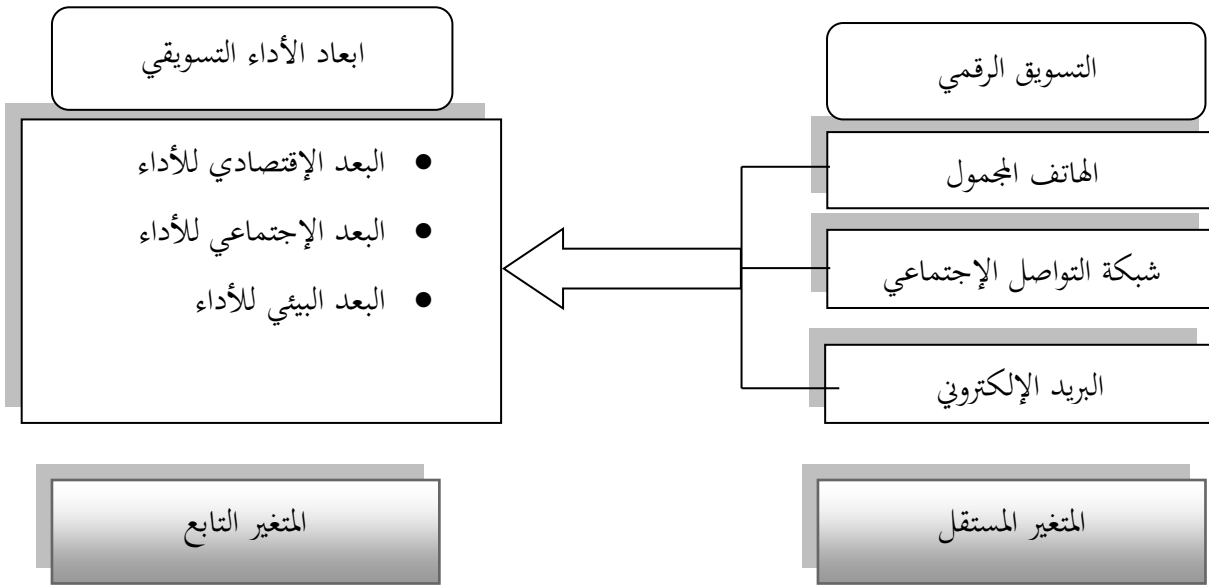 التسويق الرقمي
الهاتف المجمول
شبكة التواصل الإجتماعي
البريد الإلكتروني
المتغير المستقل
ابعاد الأداء التسويقي
البعد الإقتصادي للأداء
البعد الإجتماعي للأداء
البعد البيئي للأداء
المتغير التابع